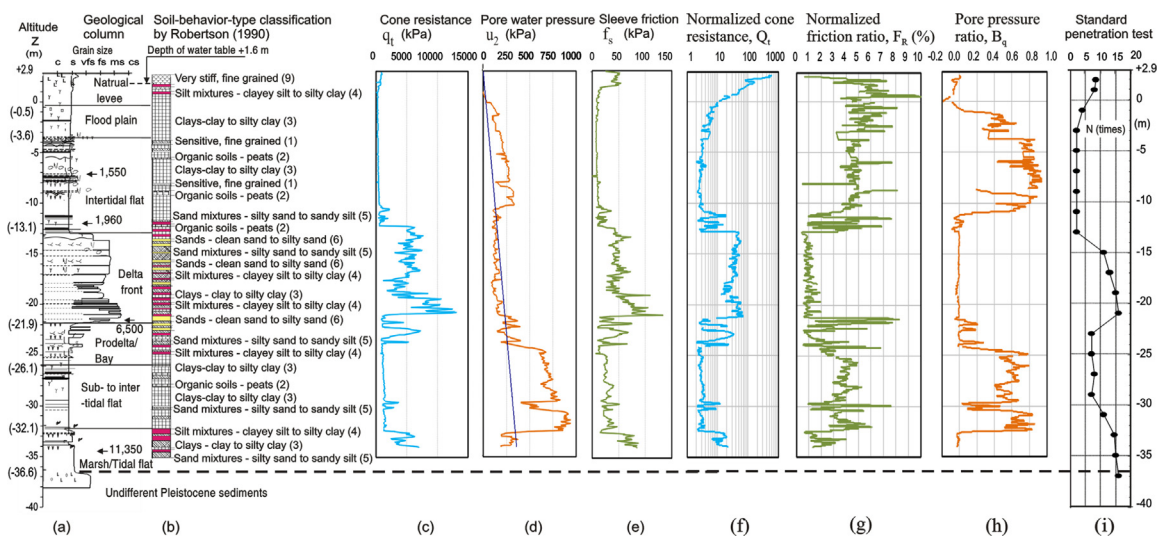 Altitude
Z
(m)
+2.9
Geological
column
Grain size
c s vfs fs ms cs
Soil-behavior-type classification
by Robertson (1990)
Depth of water table +1.6 m
Cone resistance
qt (kPa)
0 5000 10000 15000
Pore water pressure
u2 (kPa)
0 200 400 600 800 1000
Sleeve friction
fs (kPa)
0 50 100 150
Normalized cone
resistance, Qt
.1 1 10 100 1000
Normalized
friction ratio, FR (%)
0 1 2 3 4 5 6 7 8 9 10
Pore pressure
ratio, Bq
-0.2 0.0 0.2 0.4 0.6 0.8 1.0
Standard
penetration test
0 5 10 15 20
+2.9
0
(m)
N (times)
-5
-10
-15
-20
-25
-30
-35
-40
0
(-0.5)
(-3.6)
-5
-10
(-13.1)
-15
-20
(-21.9)
-25
(-26.1)
-30
(-32.1)
-35
(-36.6)
-40
Natrual
levee
Flood plain
1,550
Intertidal flat
1,960
Delta
front
6,500
Prodelta/
Bay
Sub- to inter
-tidal flat
11,350
Marsh/Tidal flat
Undifferent Pleistocene sediments
Very stiff, fine grained (9)
Silt mixtures - clayey silt to silty clay (4)
Clays-clay to silty clay (3)
Sensitive, fine grained (1)
Organic soils - peats (2)
Clays-clay to silty clay (3)
Sensitive, fine grained (1)
Organic soils - peats (2)
Sand mixtures - silty sand to sandy silt (5)
Organic soils - peats (2)
Sands - clean sand to silty sand (6)
Sand mixtures - silty sand to sandy silt (5)
Sands - clean sand to silty sand (6)
Silt mixtures - clayey silt to silty clay (4)
Clays - clay to silty clay (3)
Silt mixtures - clayey silt to silty clay (4)
Sands - clean sand to silty sand (6)
Sand mixtures - silty sand to sandy silt (5)
Silt mixtures - clayey silt to silty clay (4)
Clays-clay to silty clay (3)
Organic soils - peats (2)
Clays-clay to silty clay (3)
Sand mixtures - silty sand to sandy silt (5)
Silt mixtures - clayey silt to silty clay (4)
Clays - clay to silty clay (3)
Sand mixtures - silty sand to sandy silt (5)
(a) (b) (c) (d) (e) (f) (g) (h) (i)